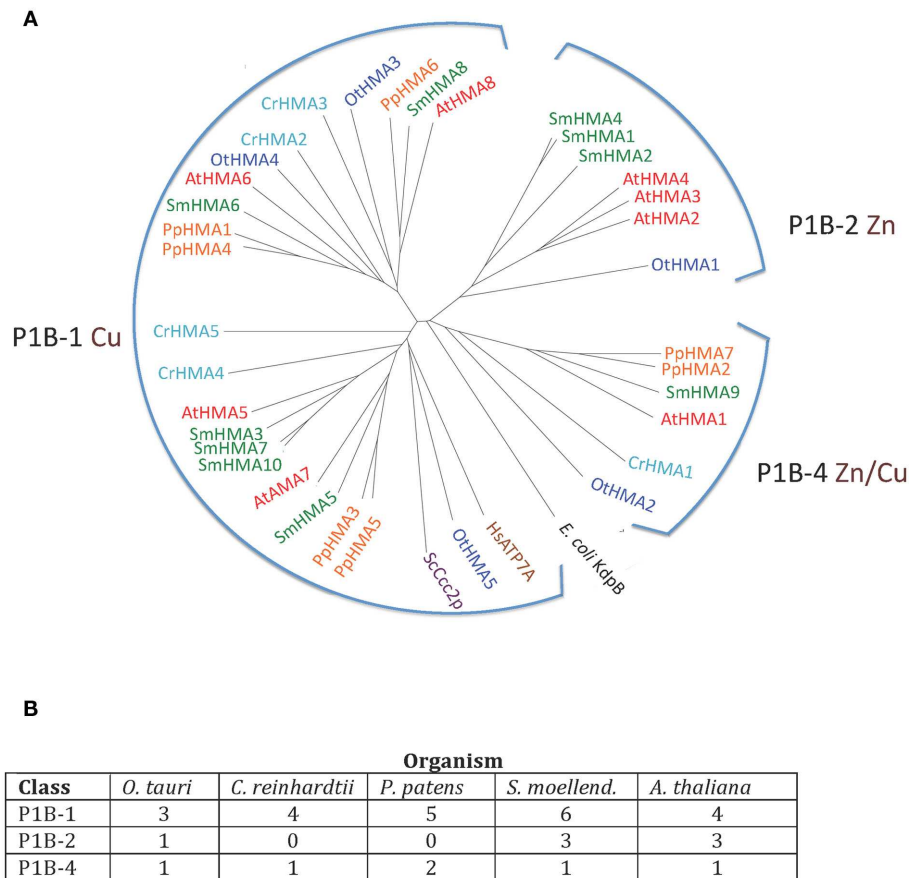 A
OtHMA3
PpHMA6
SmHMA8
AtHMA8
CrHMA3
CrHMA2
OtHMA4
AtHMA6
SmHMA6
PpHMA1
PpHMA4
SmHMA4
SmHMA1
SmHMA2
AtHMA4
AtHMA3
AtHMA2
OtHMA1
P1B-2 Zn
P1B-1 Cu
CrHMA5
CrHMA4
AtHMA5
SmHMA3
SmHMA7
SmHMA10
AtAMA7
SmHMA5
PpHMA3
PpHMA5
ScCcc2p
OtHMA5
HsATP7A
E. coli KdpB
PpHMA7
PpHMA2
SmHMA9
AtHMA1
CrHMA1
OtHMA2
P1B-4 Zn/Cu
B
Organism
Class O. tauri C. reinhardtii P. patens S. moellend. A. thaliana
P1B-1 3 4 5 6 4
P1B-2 1 0 0 3 3
P1B-4 1 1 2 1 1